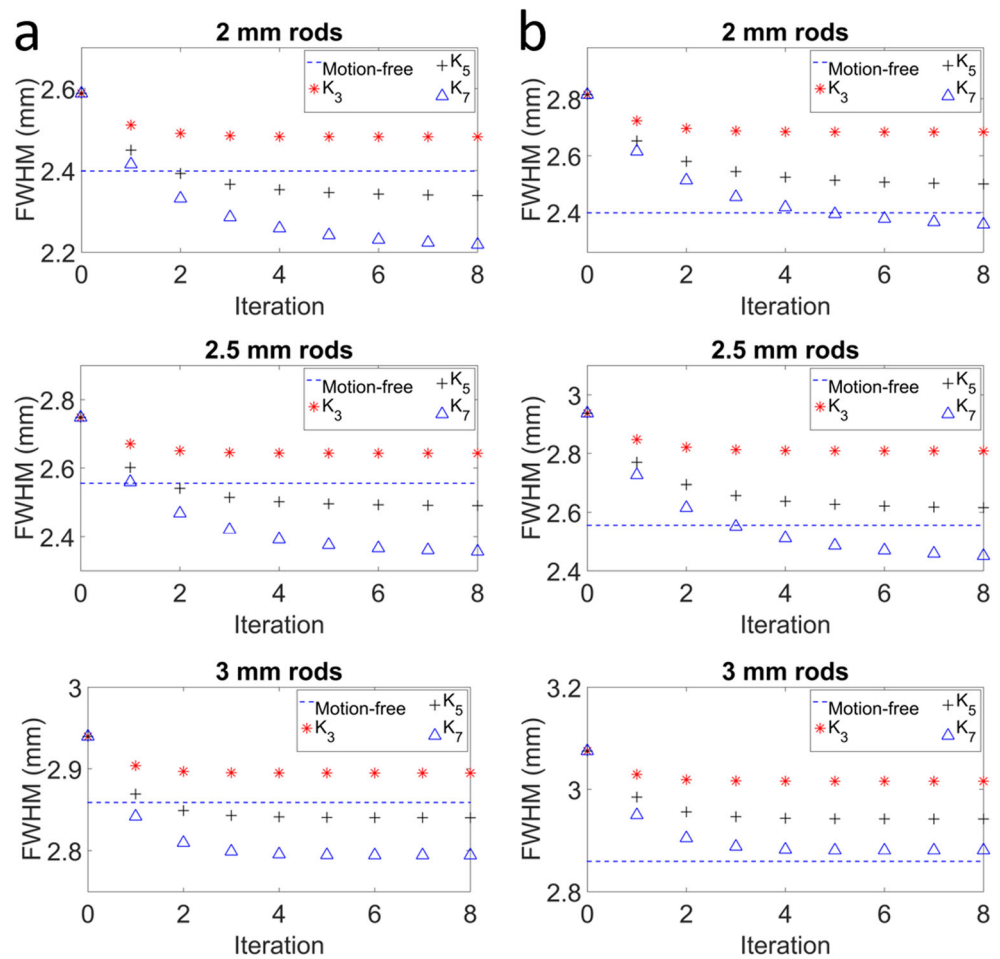 a
2 mm rods
FWHM (mm)
2.6
2.4
2.2
0 2 4 6 8
Iteration
Motion-free
K3
K5
K7
b
2 mm rods
FWHM (mm)
2.8
2.6
2.4
0 2 4 6 8
Iteration
Motion-free
K3
K5
K7
2.5 mm rods
FWHM (mm)
2.8
2.6
2.4
0 2 4 6 8
Iteration
Motion-free
K3
K5
K7
2.5 mm rods
FWHM (mm)
3
2.8
2.6
2.4
0 2 4 6 8
Iteration
Motion-free
K3
K5
K7
3 mm rods
FWHM (mm)
3
2.9
2.8
0 2 4 6 8
Iteration
Motion-free
K3
K5
K7
3 mm rods
FWHM (mm)
3.2
3
2.8
0 2 4 6 8
Iteration
Motion-free
K3
K5
K7